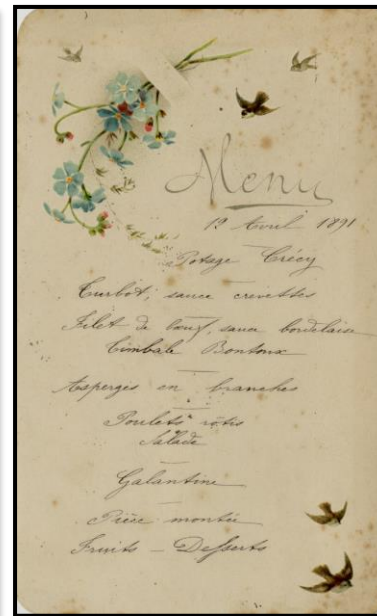 Menu
19 Avril 1891
Potage Crécy
Turbot, sauce crevettes
Filet de bœuf, sauce bordelaise
Timbale Bontoux
Asperges en branches
Poulets rôtis
Salade
Galantine
Pièce montée
Fruits – Desserts